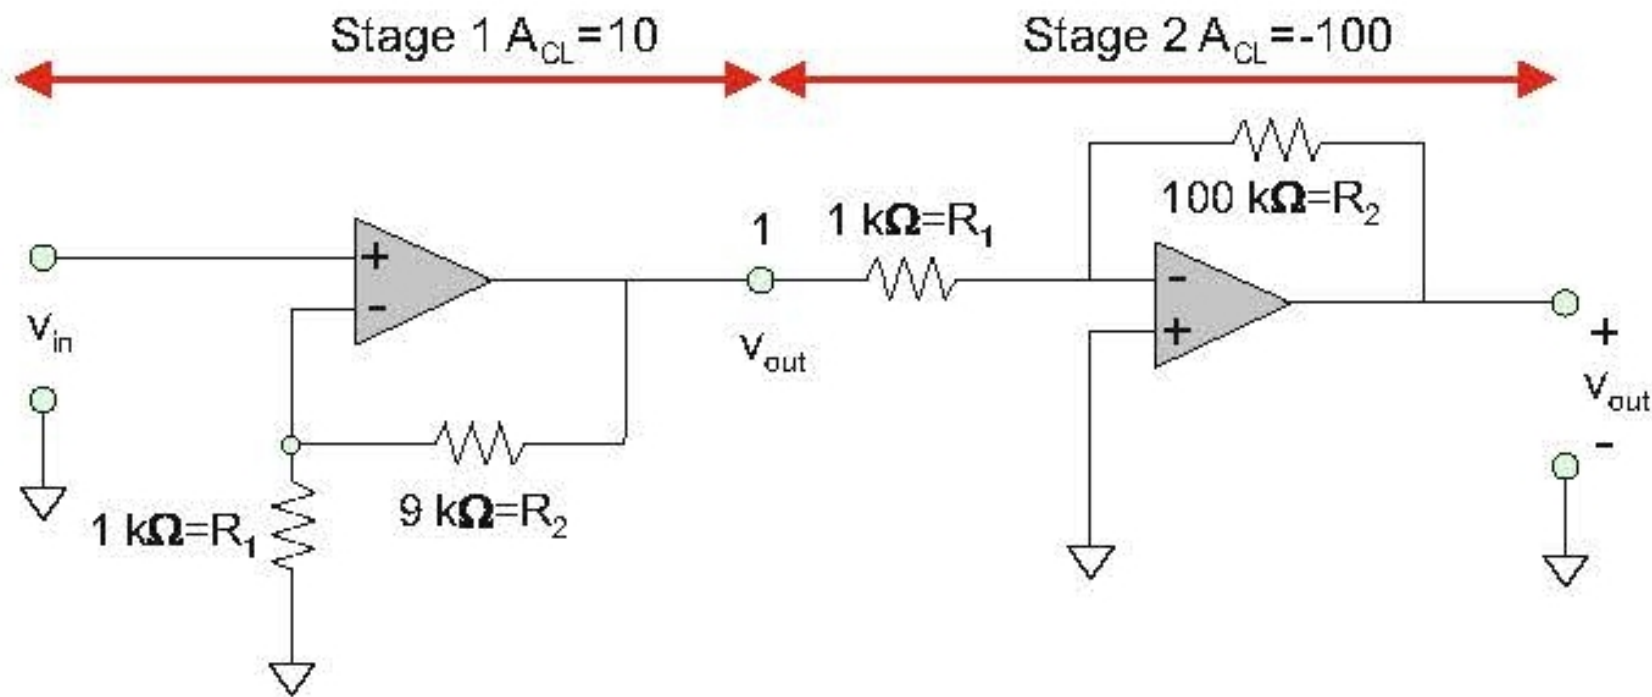 Stage 1 A_CL=10
Stage 2 A_CL=-100
100 kΩ=R₂
1
1 kΩ=R₁
+
-
-
+
v_in
v_out
+
v_out
-
9 kΩ=R₂
1 kΩ=R₁